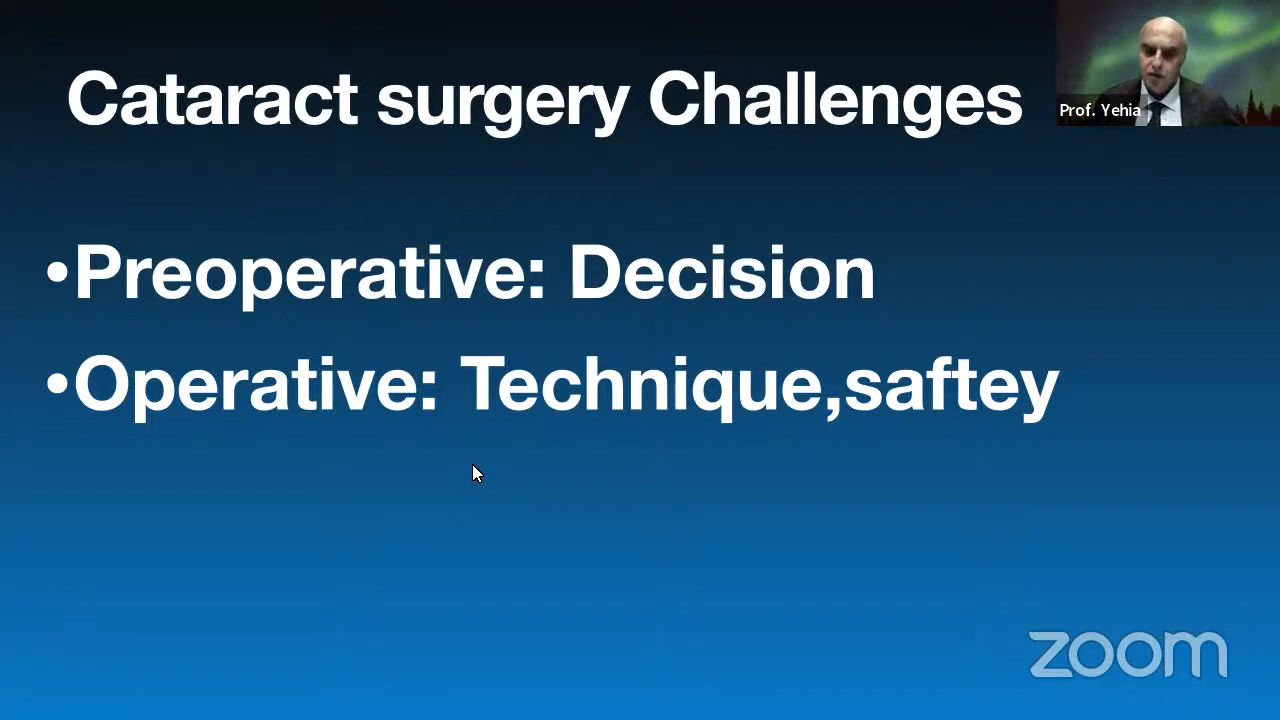 Cataract surgery Challenges
Prof. Yehia
•Preoperative: Decision
•Operative: Technique,saftey
zoom